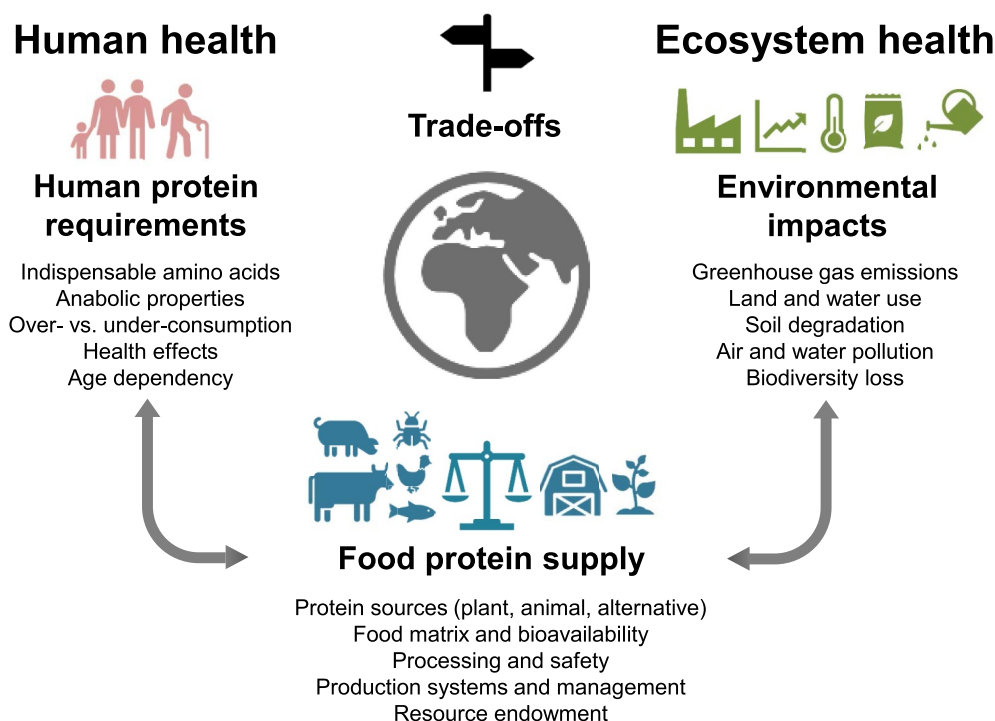 Human health
Human protein
requirements
Indispensable amino acids
Anabolic properties
Over- vs. under-consumption
Health effects
Age dependency
Trade-offs
Ecosystem health
Environmental
impacts
Greenhouse gas emissions
Land and water use
Soil degradation
Air and water pollution
Biodiversity loss
Food protein supply
Protein sources (plant, animal, alternative)
Food matrix and bioavailability
Processing and safety
Production systems and management
Resource endowment